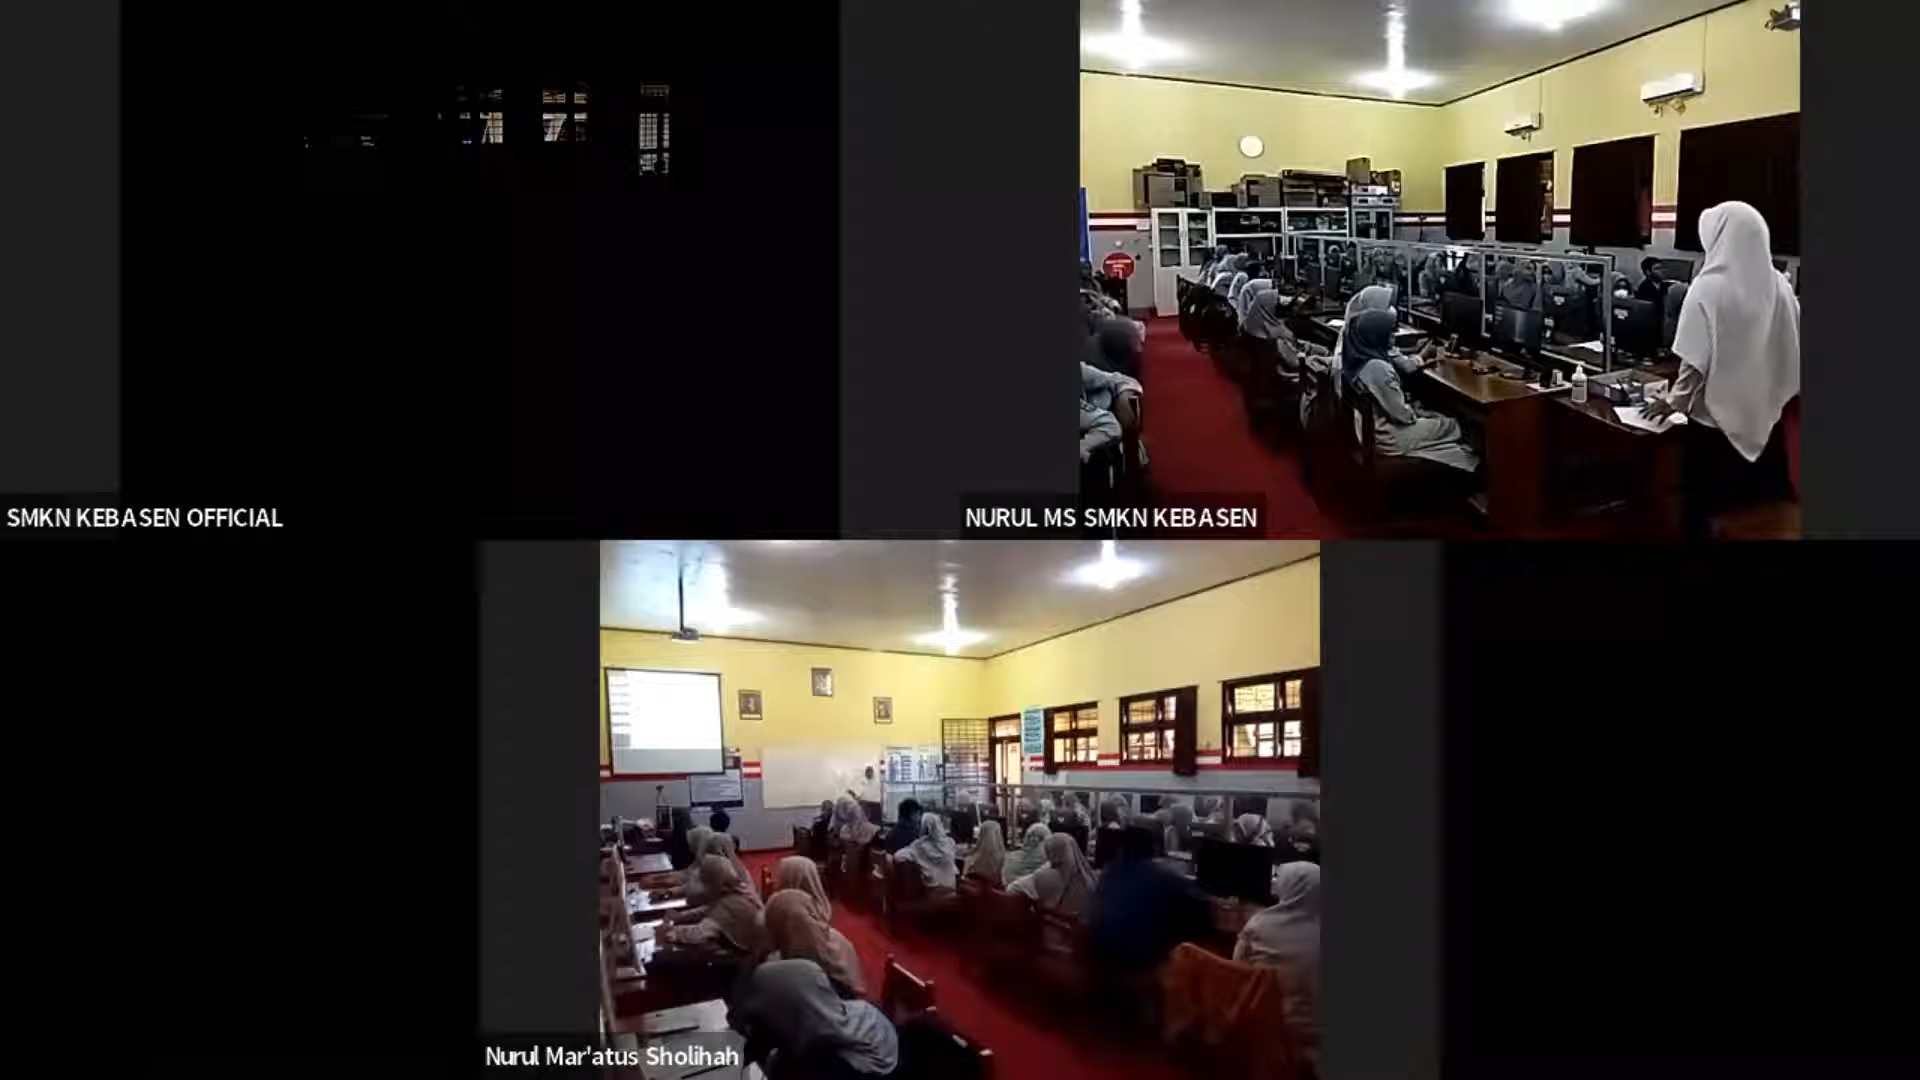 SMKN KEBASEN OFFICIAL
NURUL MS SMKN KEBASEN
Nurul Mar'atus Sholihah